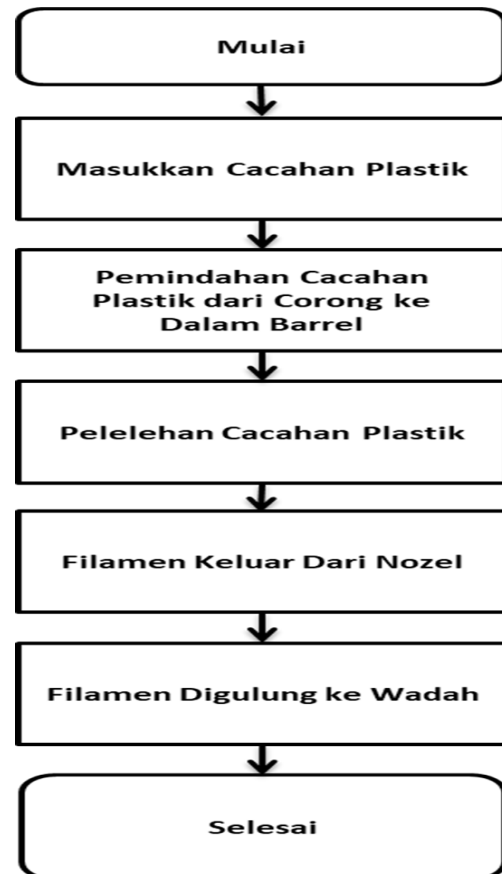 Mulai
Masukkan Cacahan Plastik
Pemindahan Cacahan
Plastik dari Corong ke
Dalam Barrel
Pelelehan Cacahan Plastik
Filamen Keluar Dari Nozel
Filamen Digulung ke Wadah
Selesai